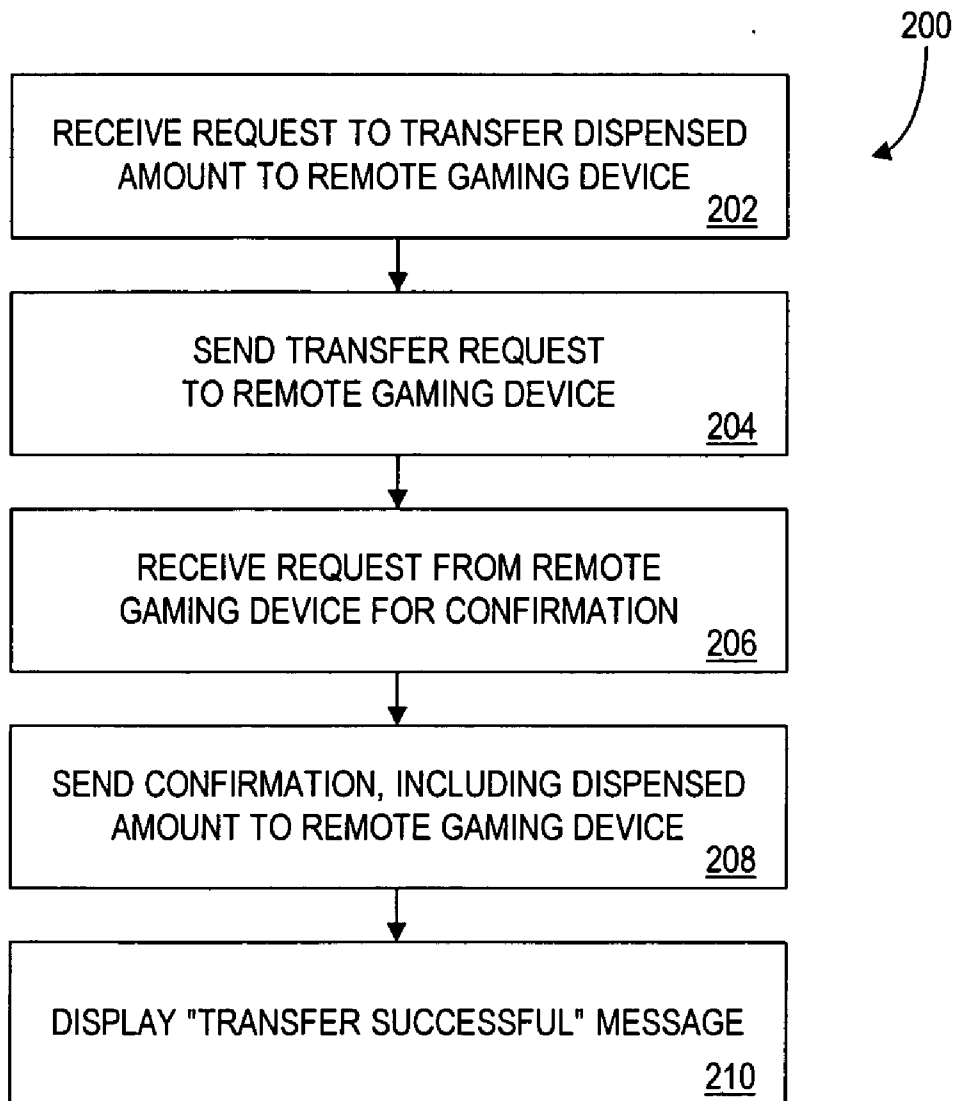 200
RECEIVE REQUEST TO TRANSFER DISPENSED
AMOUNT TO REMOTE GAMING DEVICE
202
SEND TRANSFER REQUEST
TO REMOTE GAMING DEVICE
204
RECEIVE REQUEST FROM REMOTE
GAMING DEVICE FOR CONFIRMATION
206
SEND CONFIRMATION, INCLUDING DISPENSED
AMOUNT TO REMOTE GAMING DEVICE
208
DISPLAY "TRANSFER SUCCESSFUL" MESSAGE
210